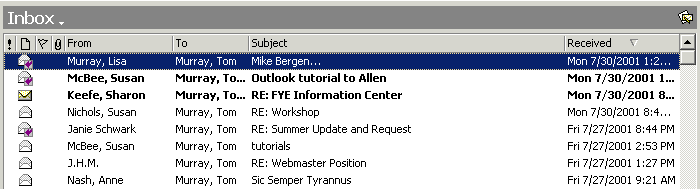 Inbox
! From To Subject Received
Murray, Lisa Murray, Tom Mike Bergen... Mon 7/30/2001 1:2...
McBee, Susan Murray, To... Outlook tutorial to Allen Mon 7/30/2001 1...
Keefe, Sharon Murray, To... RE: FYE Information Center Mon 7/30/2001 9...
Nichols, Susan Murray, Tom RE: Workshop Mon 7/30/2001 8:4...
Janie Schwark Murray, Tom RE: Summer Update and Request Fri 7/27/2001 8:44 PM
McBee, Susan Murray, Tom tutorials Fri 7/27/2001 2:53 PM
J.H.M. Murray, Tom RE: Webmaster Position Fri 7/27/2001 1:27 PM
Nash, Anne Murray, Tom Sic Semper Tyrannus Fri 7/27/2001 9:21 AM